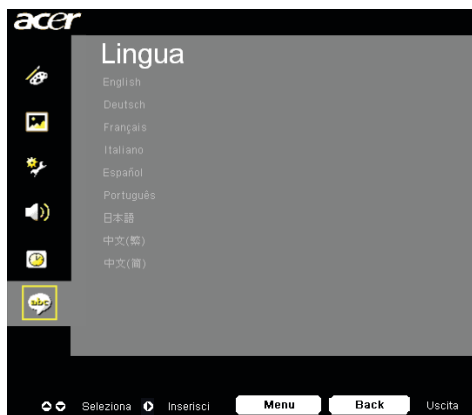 acer
Lingua
English
Deutsch
Français
Italiano
Español
Português
日本語
中文(繁)
中文(简)
abc
Seleziona Inserisci Menu Back Uscita